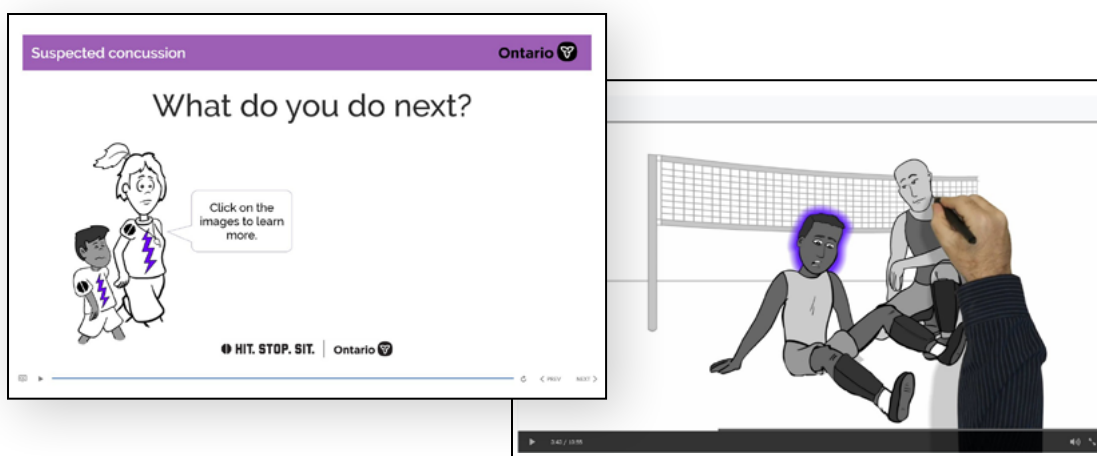 Suspected concussion
Ontario
What do you do next?
Click on the
images to learn
more.
HIT. STOP. SIT.
Ontario
PREV
NEXT